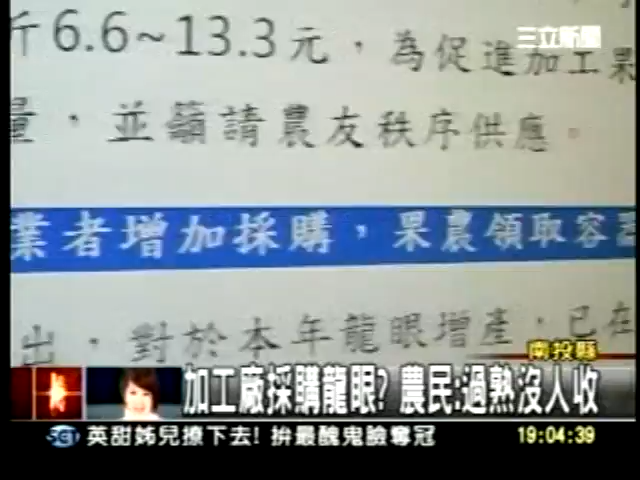 斤6.6~13.3元，為促進加工果
三立新聞
量，並籲請農友秩序供應。
業者增加採購，果農領取容器
出，對於本年龍眼增產，已在
南投縣
加工廠採購龍眼? 農民:過熟沒人收
SET 英甜姊兒撩下去! 拚最醜鬼臉奪冠
19:04:39